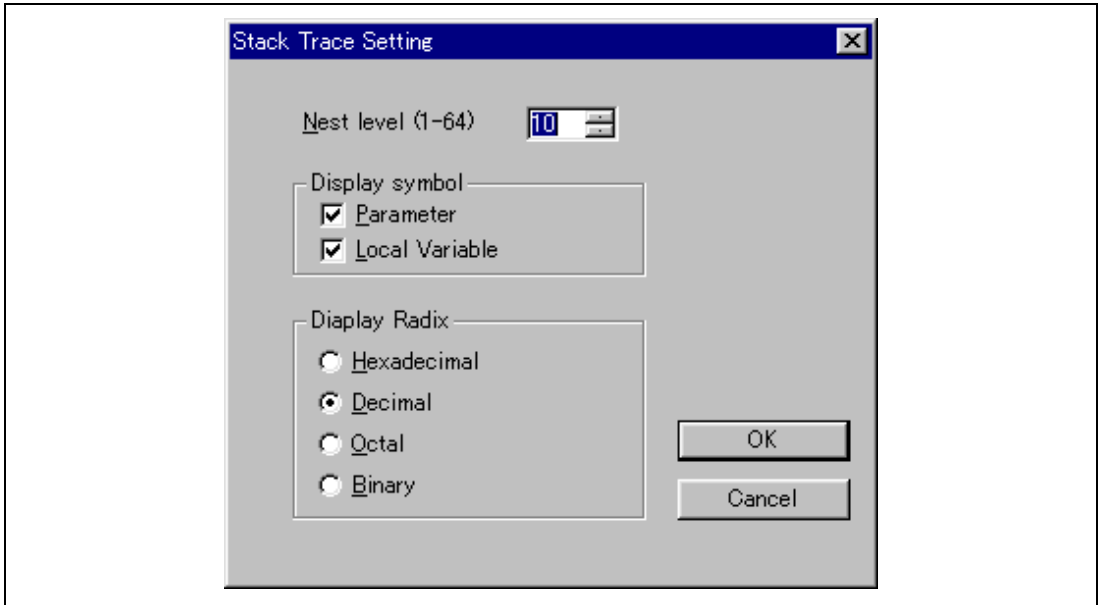 Stack Trace Setting
Nest level (1-64) 10
Display symbol
Parameter
Local Variable
Diaplay Radix
Hexadecimal
Decimal
Octal
Binary
OK
Cancel